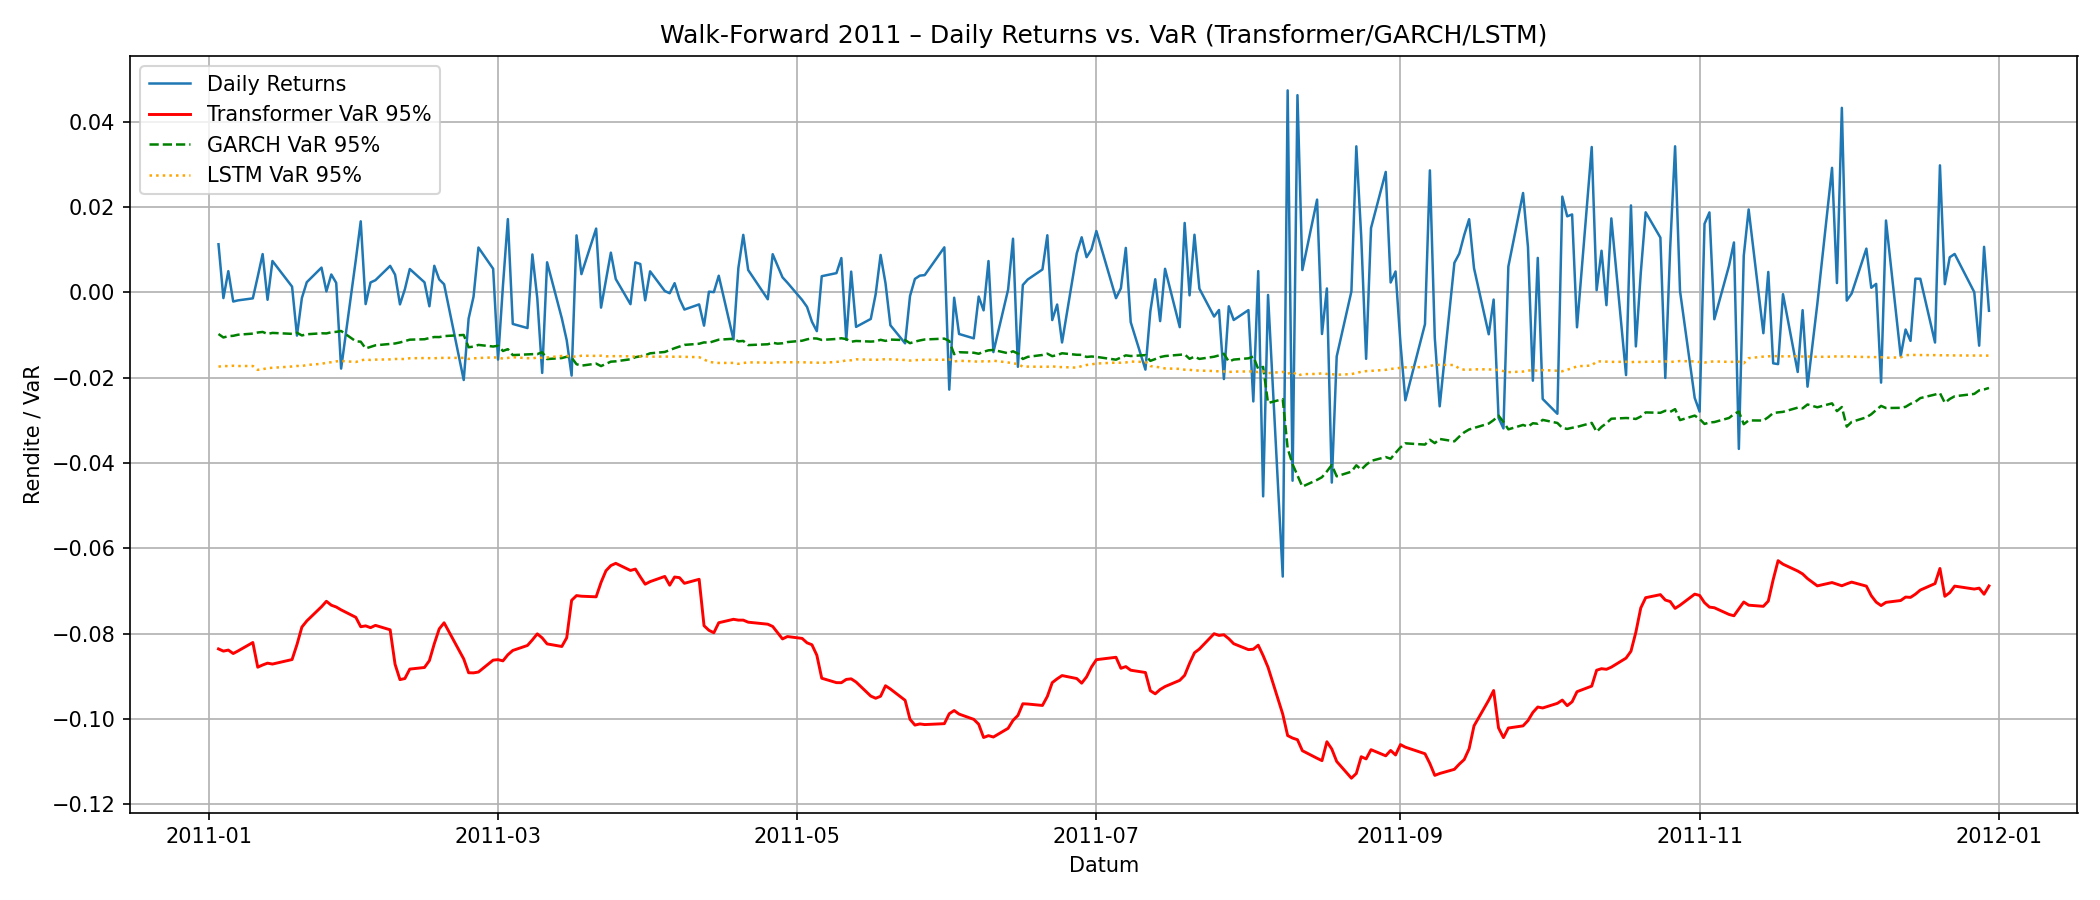 Walk-Forward 2011 – Daily Returns vs. VaR (Transformer/GARCH/LSTM)
Daily Returns
Transformer VaR 95%
GARCH VaR 95%
LSTM VaR 95%
0.04
0.02
0.00
−0.02
−0.04
−0.06
−0.08
−0.10
−0.12
Rendite / VaR
2011-01 2011-03 2011-05 2011-07 2011-09 2011-11 2012-01
Datum